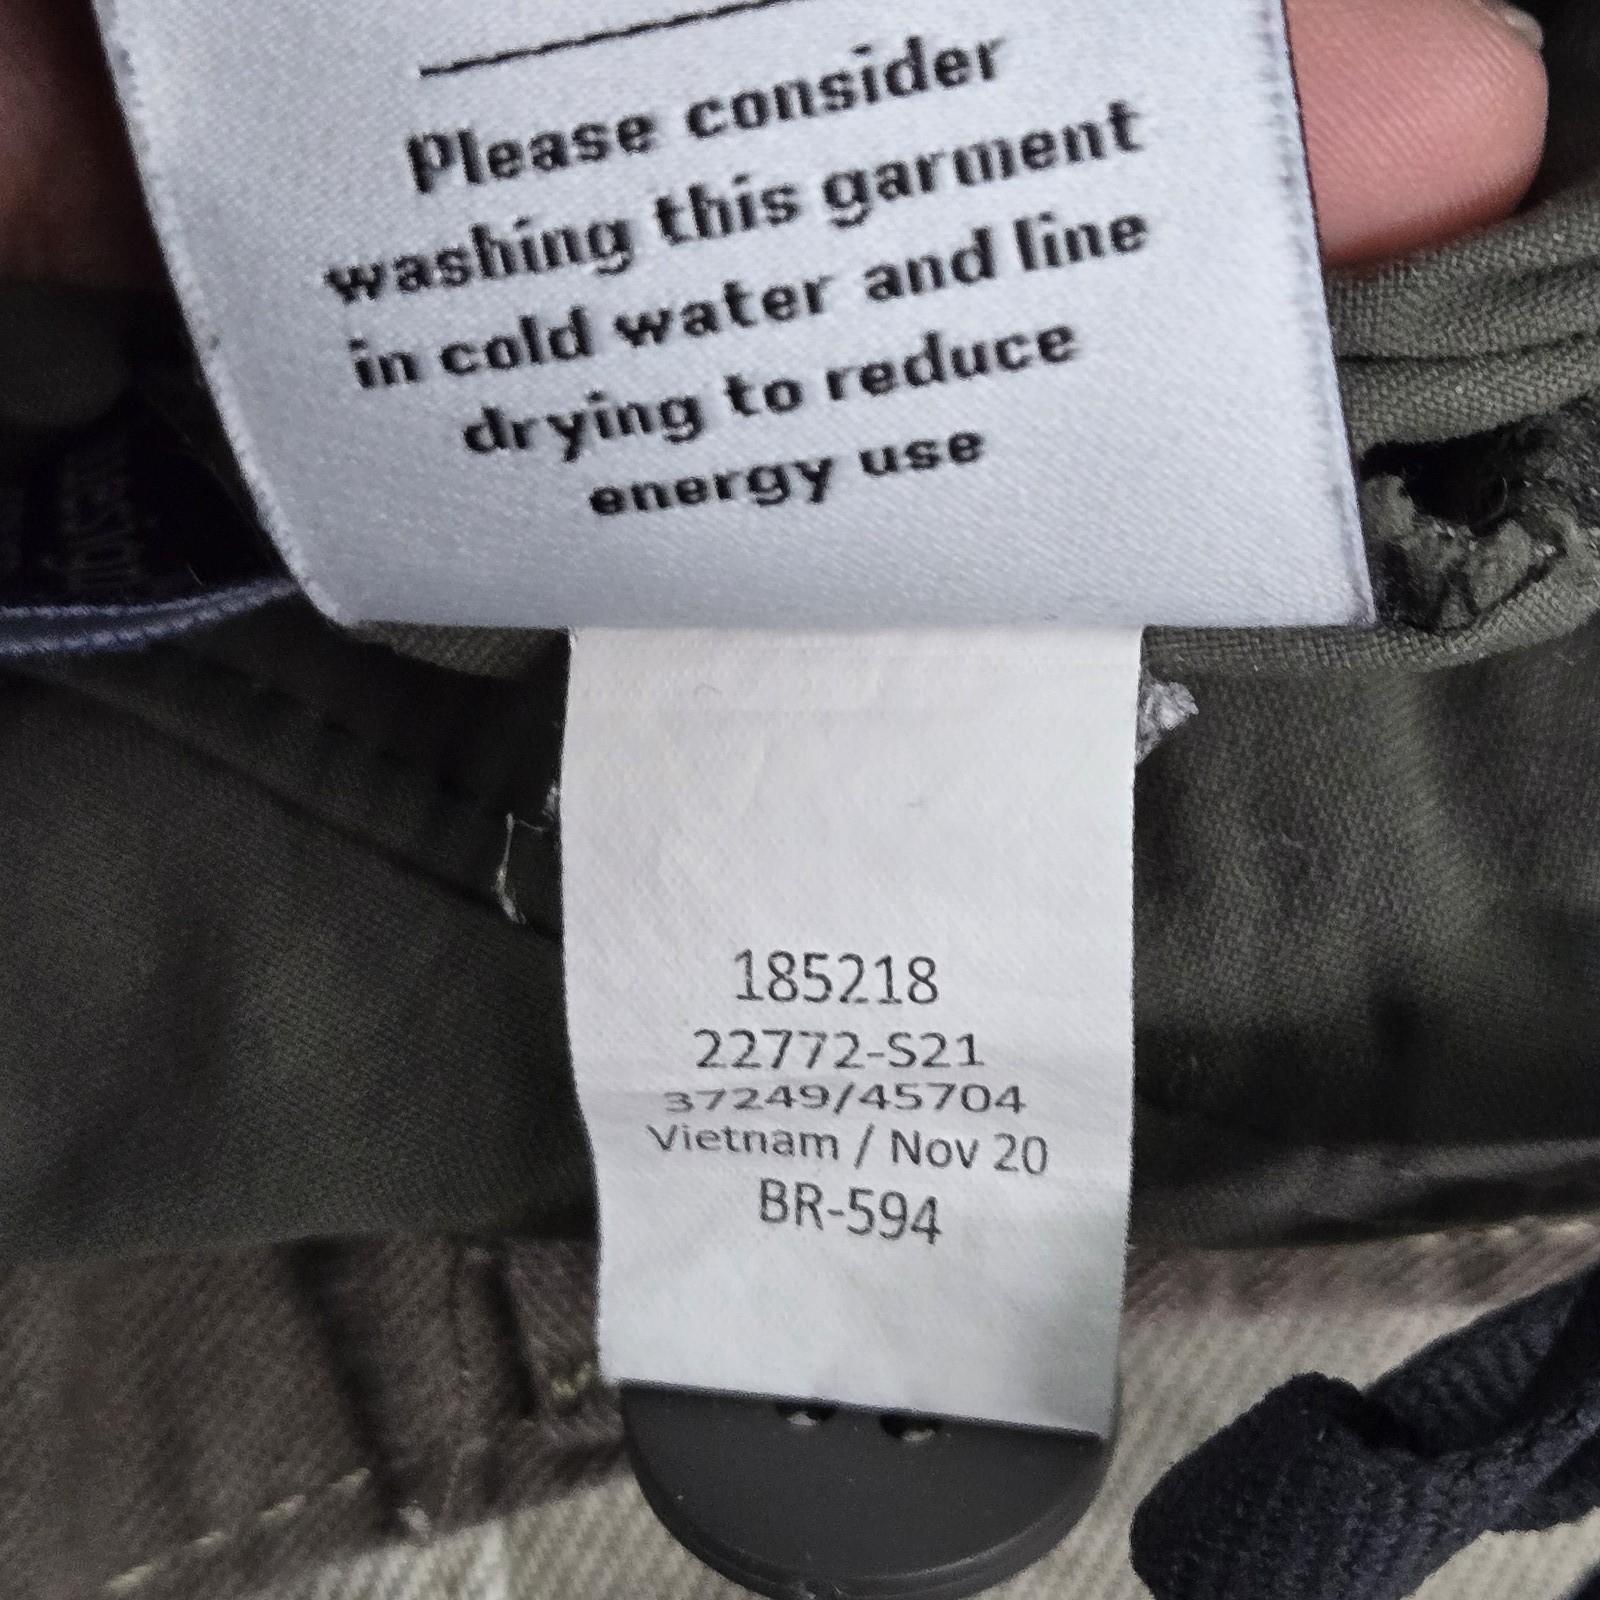 Please consider
washing this garment
in cold water and line
drying to reduce
energy use
185218
22772-S21
37249/45704
Vietnam / Nov 20
BR-594